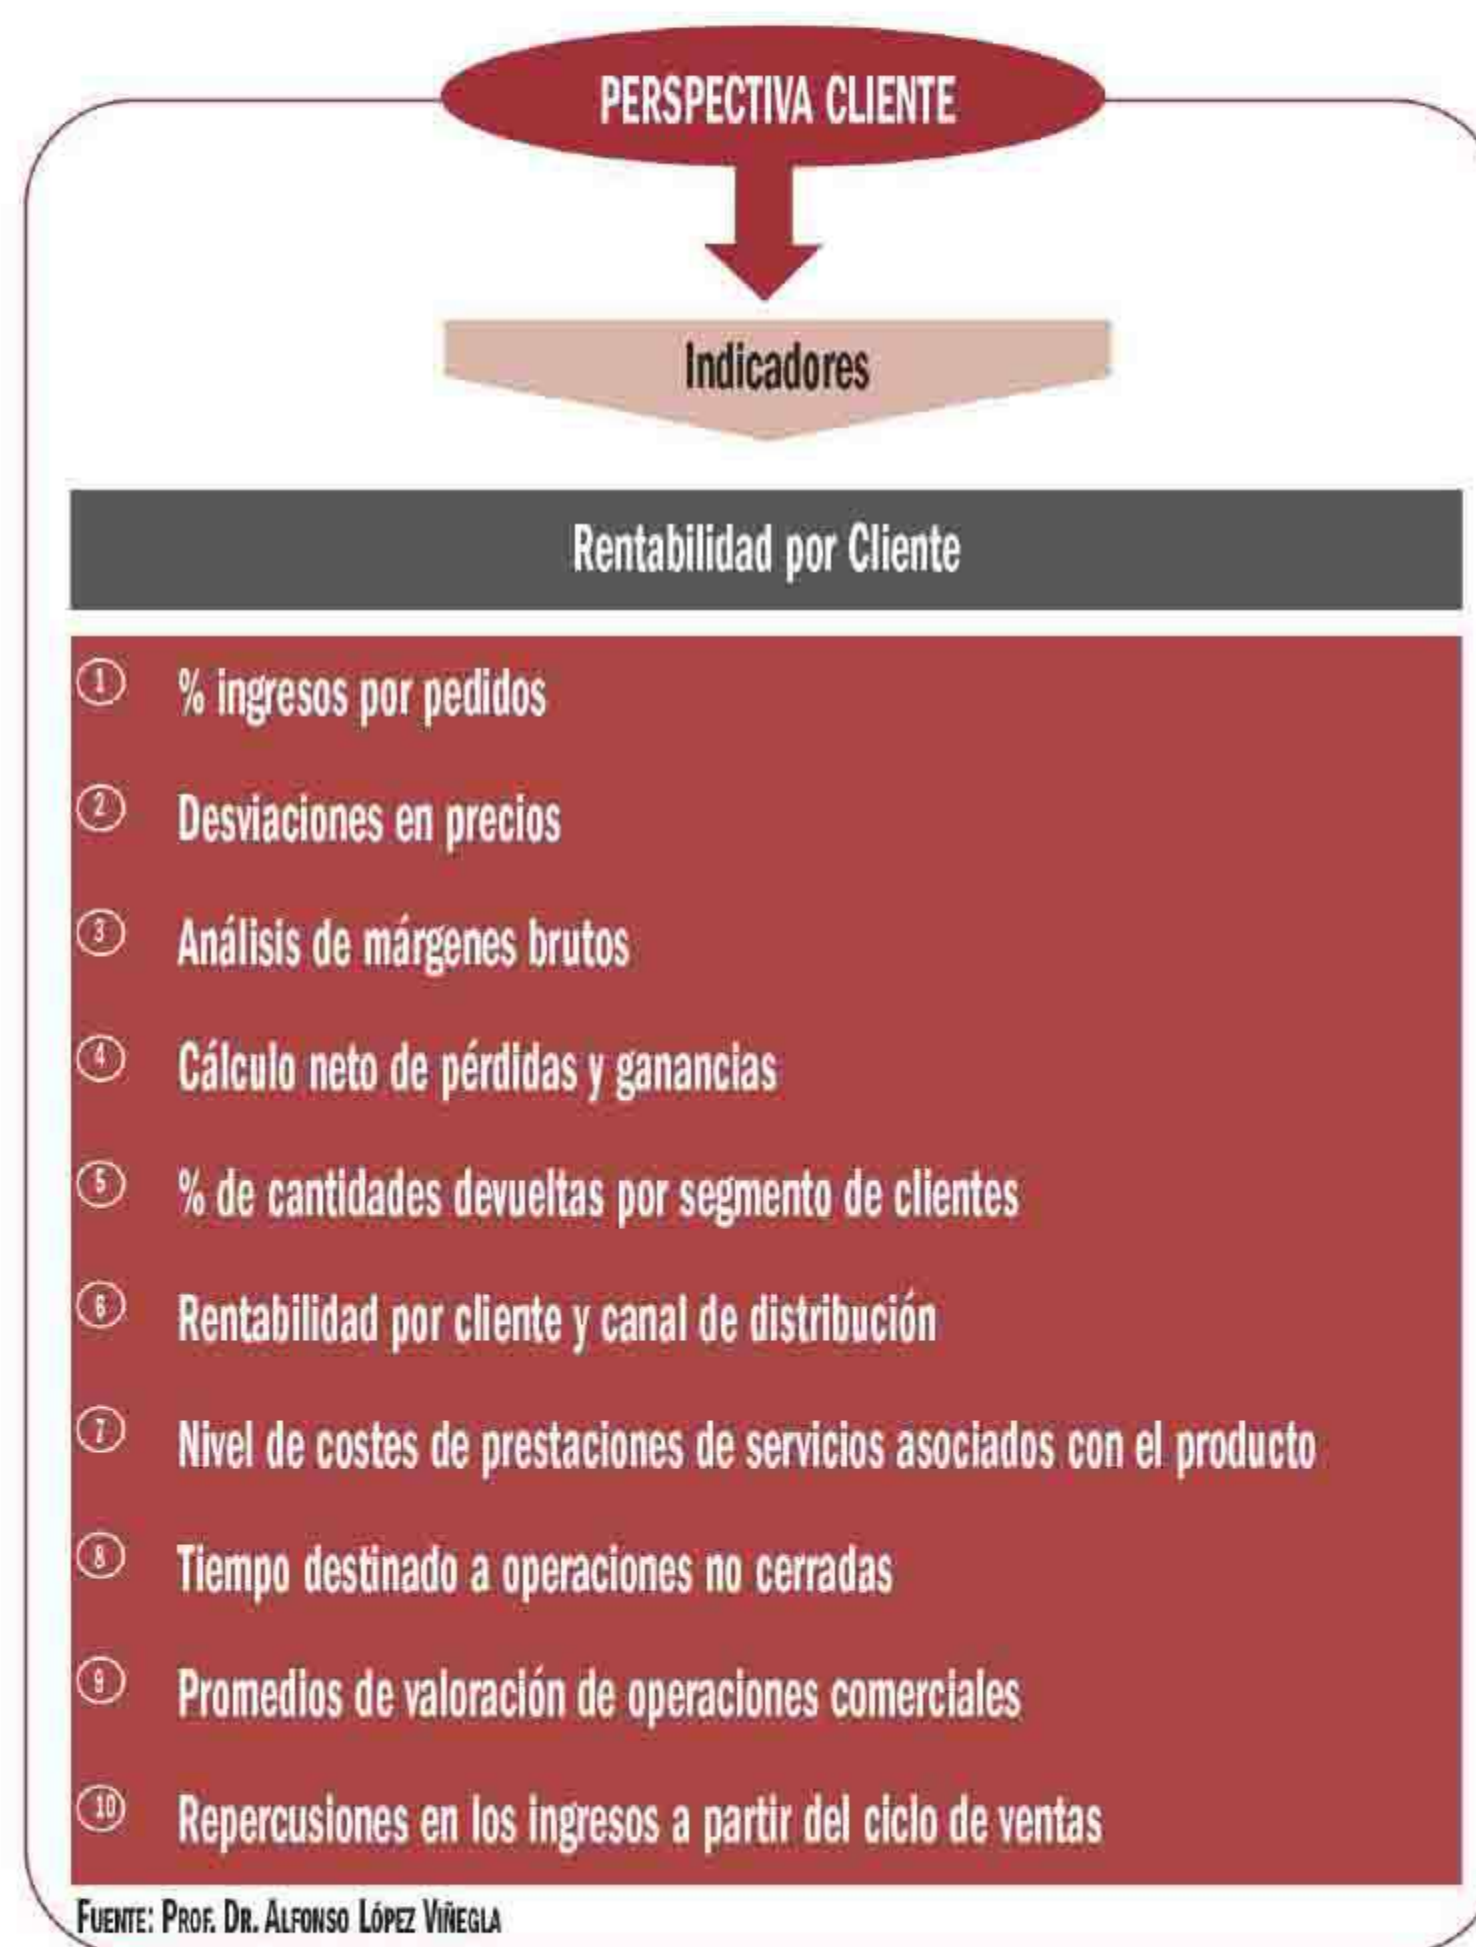 PERSPECTIVA CLIENTE
Indicadores
Rentabilidad por Cliente
1 % ingresos por pedidos
2 Desviaciones en precios
3 Análisis de márgenes brutos
4 Cálculo neto de pérdidas y ganancias
5 % de cantidades devueltas por segmento de clientes
6 Rentabilidad por cliente y canal de distribución
7 Nivel de costes de prestaciones de servicios asociados con el producto
8 Tiempo destinado a operaciones no cerradas
9 Promedios de valoración de operaciones comerciales
10 Repercusiones en los ingresos a partir del ciclo de ventas
FUENTE: PROF. DR. ALFONSO LÓPEZ VIÑEGLA